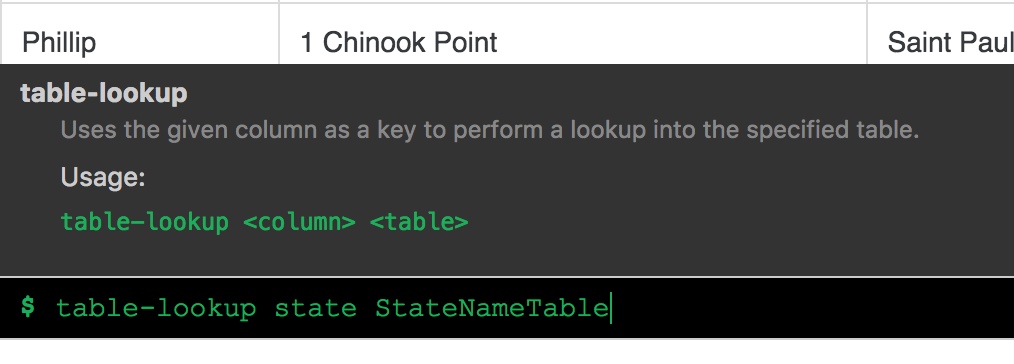 Phillip 1 Chinook Point Saint Paul
table-lookup
Uses the given column as a key to perform a lookup into the specified table.
Usage:
table-lookup <column> <table>
$ table-lookup state StateNameTable